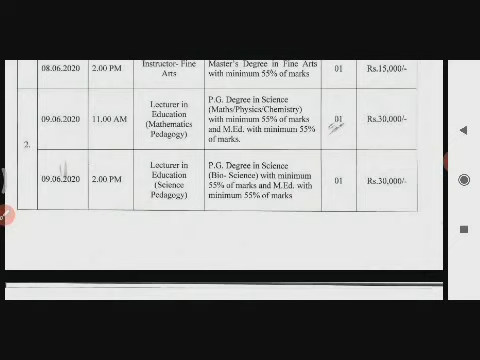 08.06.2020 2.00 PM Instructor- Fine Arts Master's Degree in Fine Arts with minimum 55% of marks 01 Rs.15,000/-
2.
09.06.2020 11.00 AM Lecturer in Education (Mathematics Pedagogy) P.G. Degree in Science (Maths/Physics/Chemistry) with minimum 55% of marks and M.Ed. with minimum 55% of marks. 01 Rs.30,000/-
09.06.2020 2.00 PM Lecturer in Education (Science Pedagogy) P.G. Degree in Science (Bio- Science) with minimum 55% of marks and M.Ed. with minimum 55% of marks 01 Rs.30,000/-